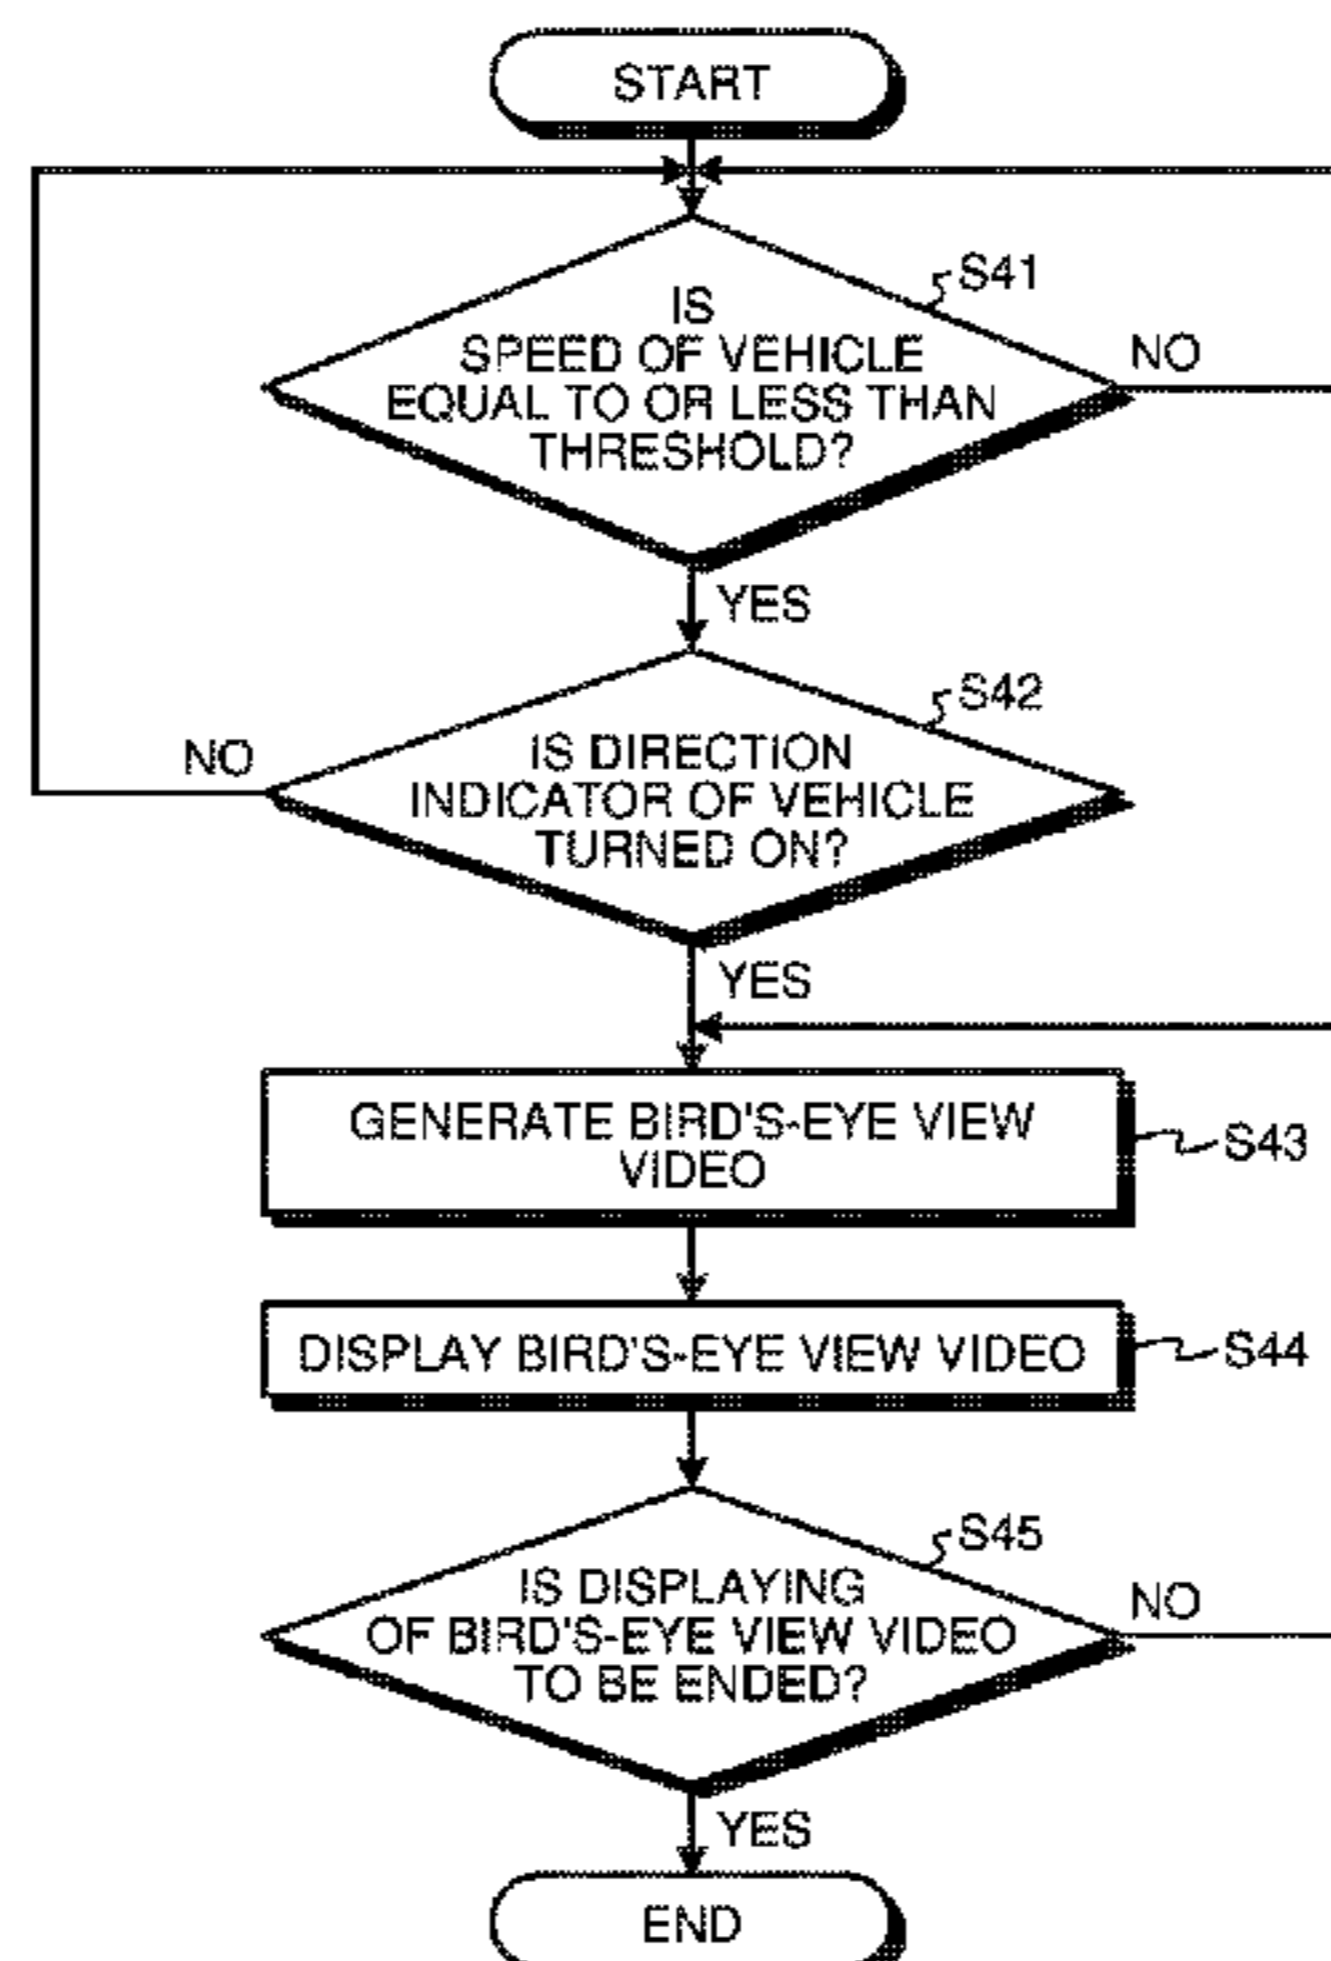 START
S41
IS
SPEED OF VEHICLE
EQUAL TO OR LESS THAN
THRESHOLD?
NO
YES
S42
IS DIRECTION
INDICATOR OF VEHICLE
TURNED ON?
NO
YES
GENERATE BIRD'S-EYE VIEW
VIDEO
S43
DISPLAY BIRD'S-EYE VIEW VIDEO
S44
S45
IS DISPLAYING
OF BIRD'S-EYE VIEW VIDEO
TO BE ENDED?
NO
YES
END